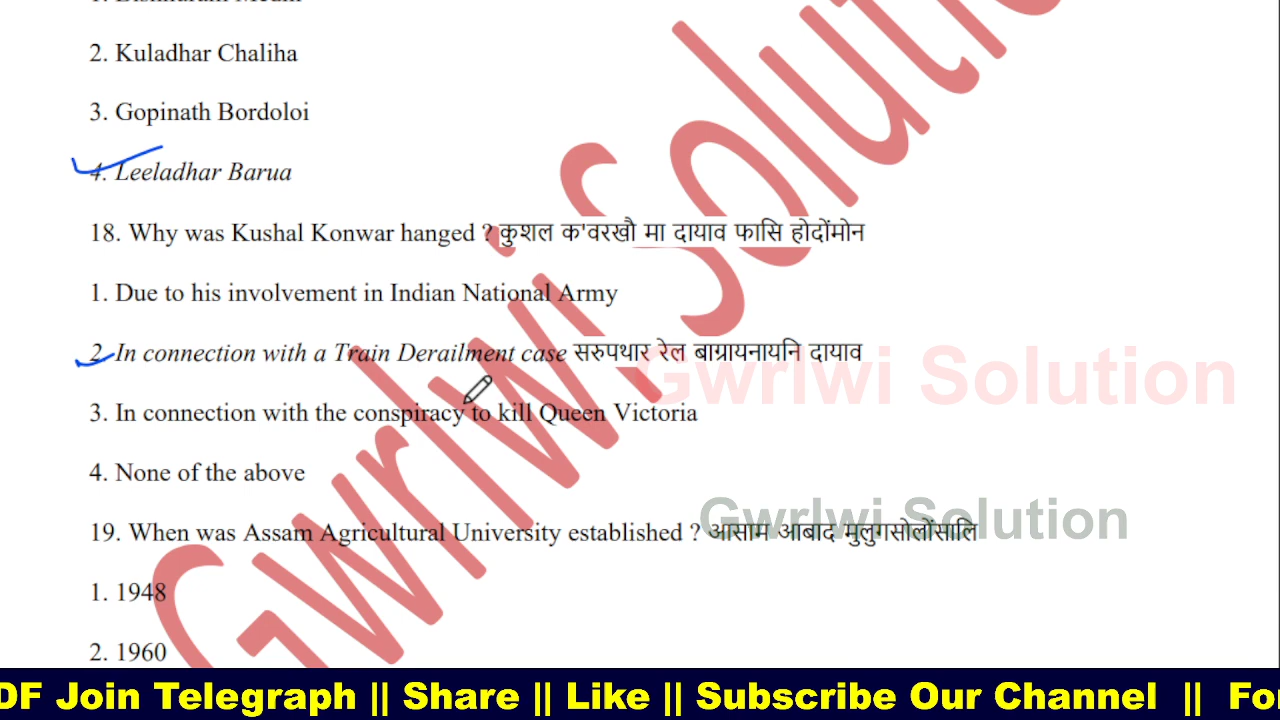 2. Kuladhar Chaliha
3. Gopinath Bordoloi
4. Leeladhar Barua
18. Why was Kushal Konwar hanged ? कुशल क'वरखौ मा दायाव फासि होदोंमोन
1. Due to his involvement in Indian National Army
2. In connection with a Train Derailment case सरुपथार रेल बाग्रायनायनि दायाव
Gwrlwi Solution
3. In connection with the conspiracy to kill Queen Victoria
4. None of the above
Gwrlwi Solution
19. When was Assam Agricultural University established ? आसाम आबाद मुलुगसोलोंसालि
1. 1948
2. 1960
Gwrlwi Solution
DF Join Telegraph || Share || Like || Subscribe Our Channel || Fo